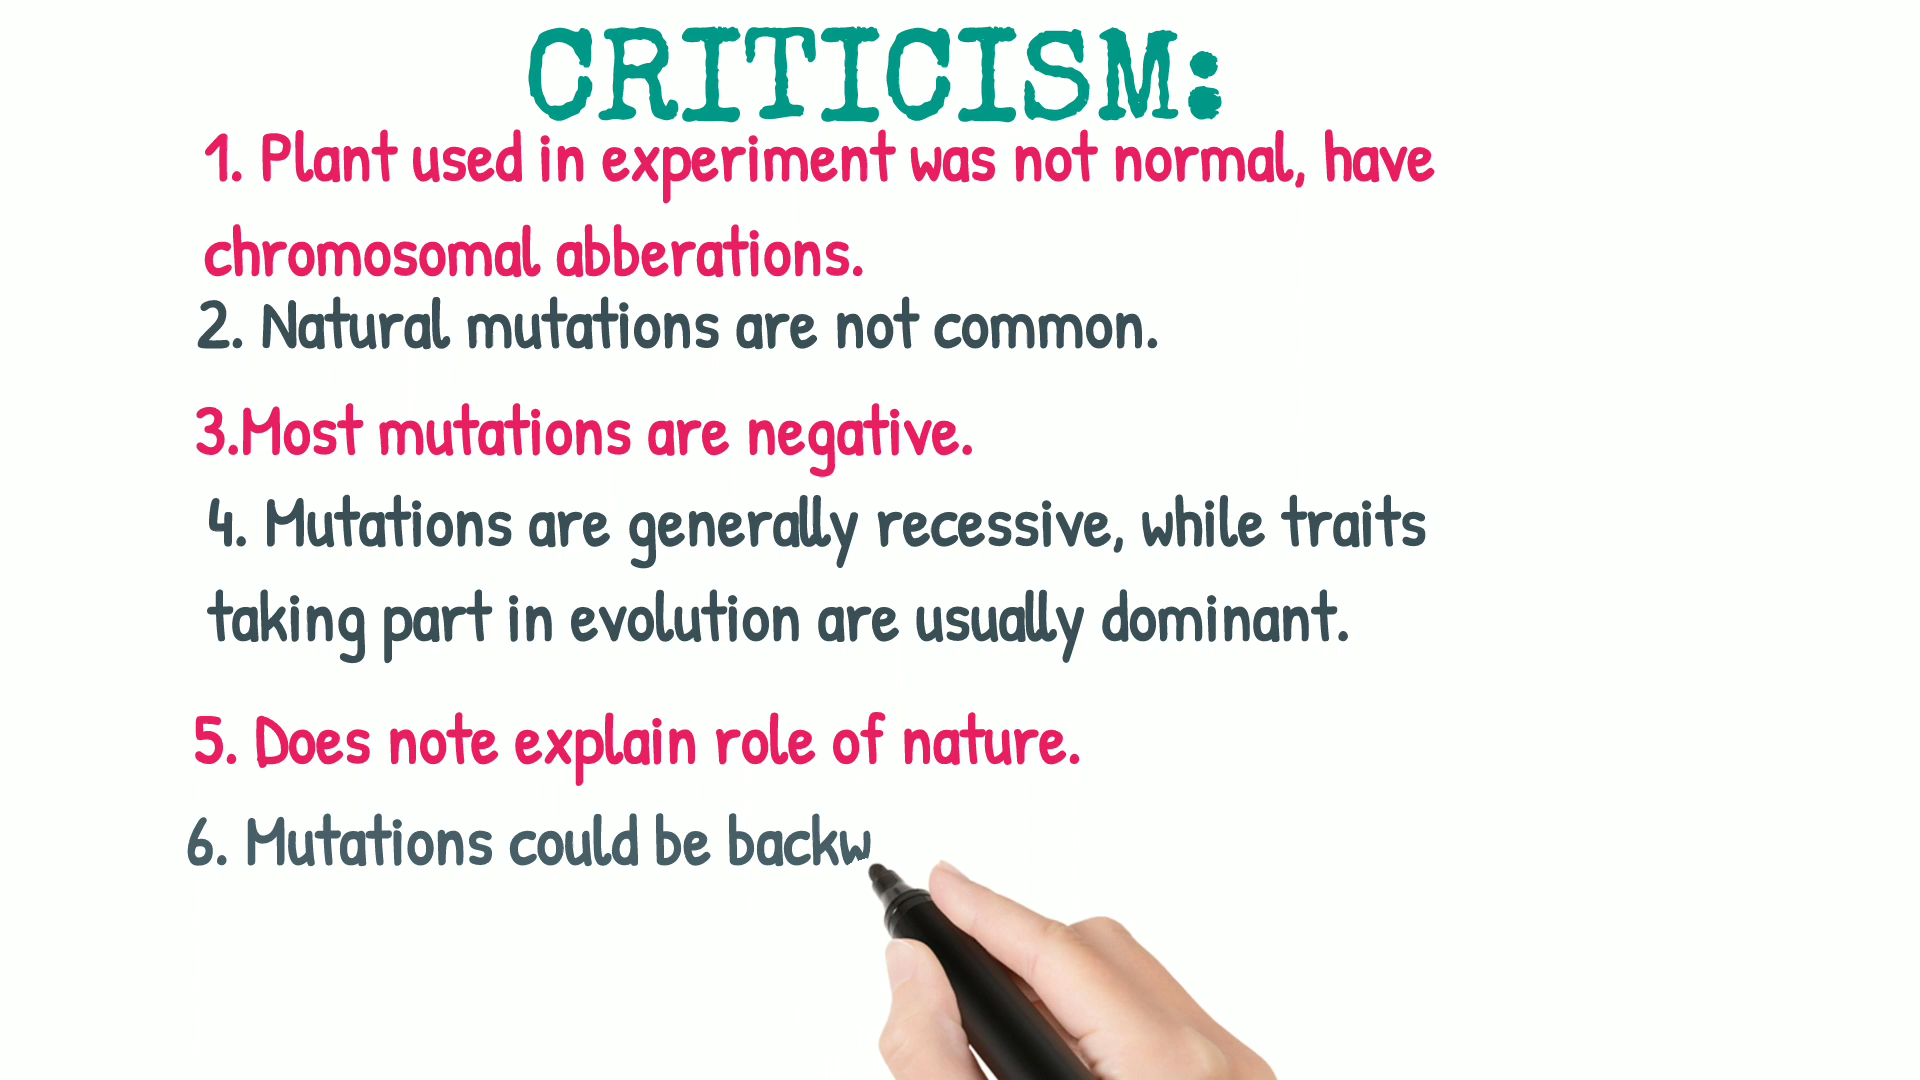 CRITICISM:
1. Plant used in experiment was not normal, have
chromosomal abberations.
2. Natural mutations are not common.
3.Most mutations are negative.
4. Mutations are generally recessive, while traits
taking part in evolution are usually dominant.
5. Does note explain role of nature.
6. Mutations could be backw